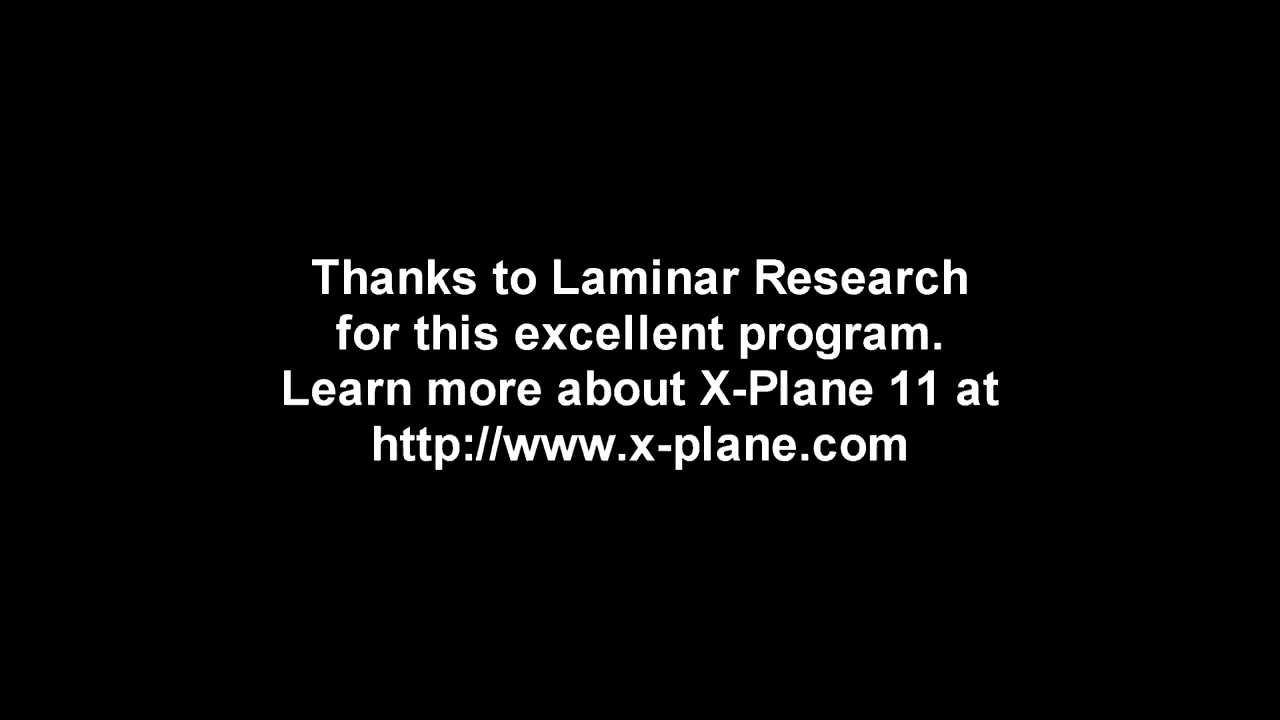 Thanks to Laminar Research
for this excellent program.
Learn more about X-Plane 11 at
http://www.x-plane.com